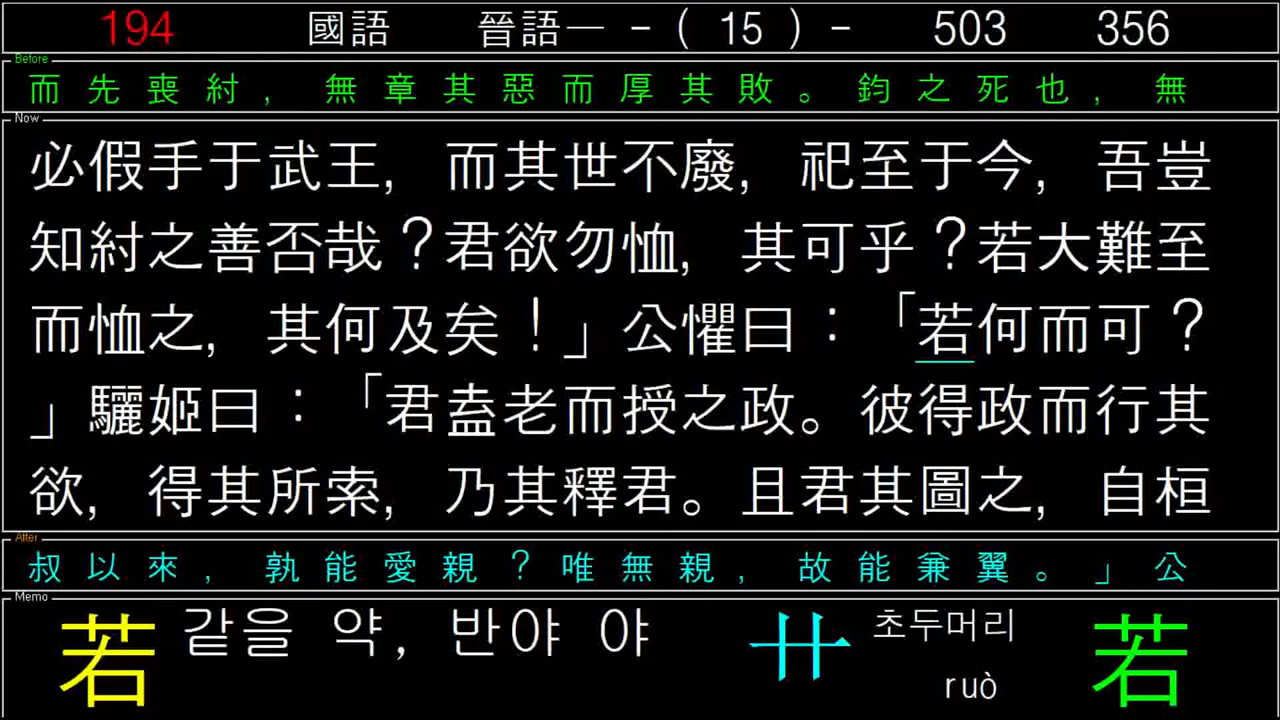 194 國語 晉語一 - ( 15 ) - 503 356
Before
而先喪紂, 無章其惡而厚其敗。鈞之死也, 無
Now
必假手于武王, 而其世不廢, 祀至于今, 吾豈
知紂之善否哉?君欲勿恤, 其可乎?若大難至
而恤之, 其何及矣!」公懼曰:「若何而可?
」驪姬曰:「君盍老而授之政。彼得政而行其
欲, 得其所索, 乃其釋君。且君其圖之, 自桓
After
叔以來, 孰能愛親?唯無親, 故能兼翼。」公
Memo
若 같을 약, 반야 야 卄 초두머리 若
ruò